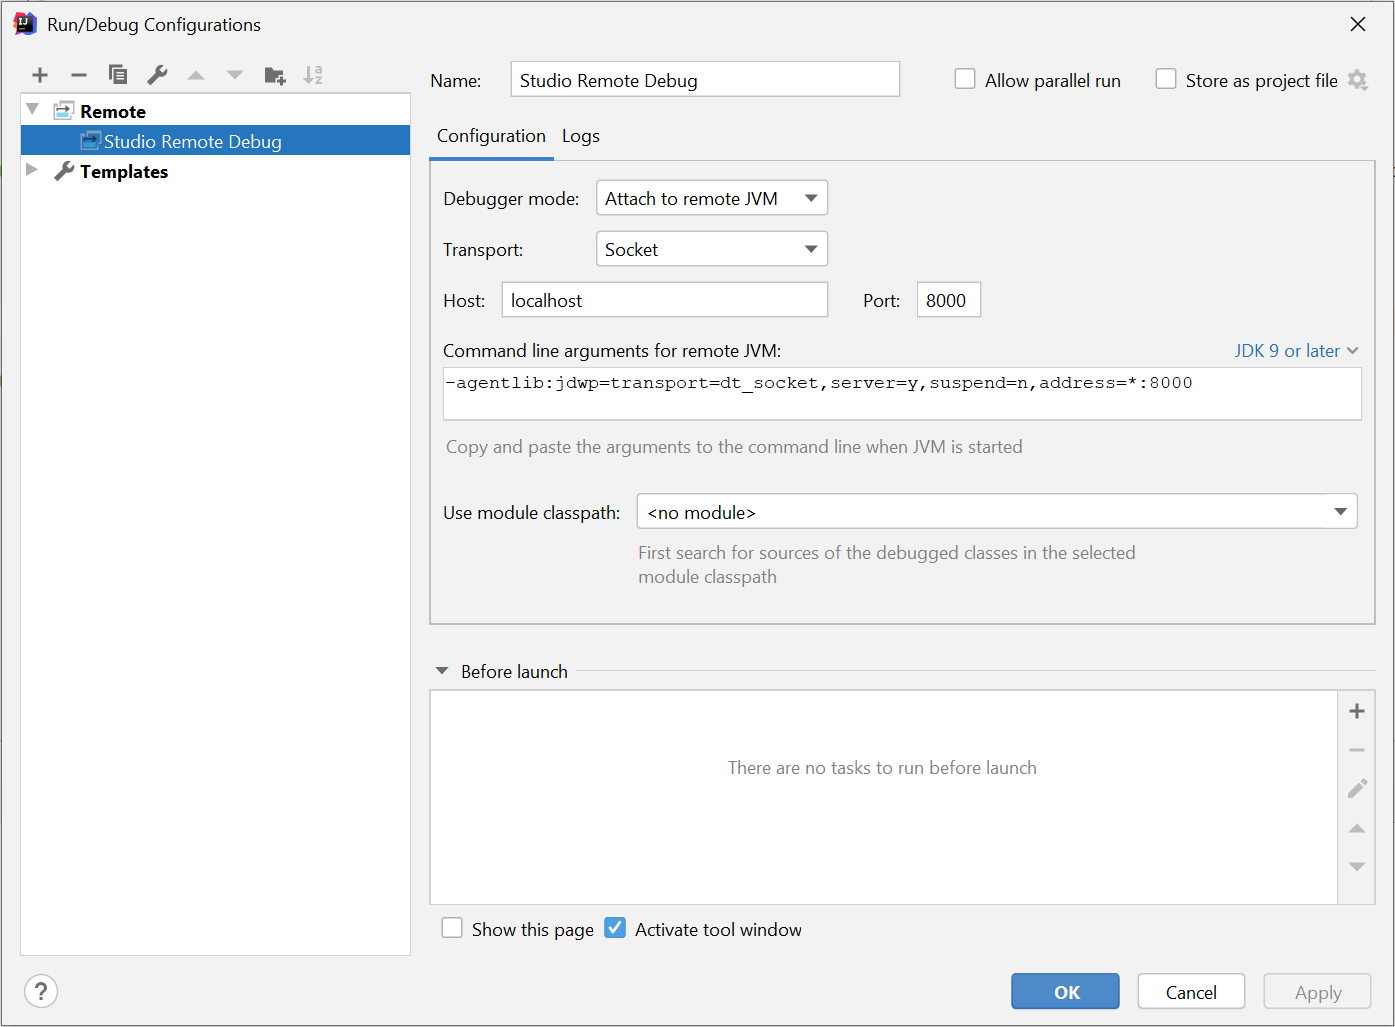 Run/Debug Configurations
Name: Studio Remote Debug Allow parallel run Store as project file
Remote
Studio Remote Debug
Templates
Configuration Logs
Debugger mode: Attach to remote JVM
Transport: Socket
Host: localhost Port: 8000
Command line arguments for remote JVM: JDK 9 or later
-agentlib:jdwp=transport=dt_socket,server=y,suspend=n,address=*:8000
Copy and paste the arguments to the command line when JVM is started
Use module classpath: <no module>
First search for sources of the debugged classes in the selected
module classpath
Before launch
There are no tasks to run before launch
Show this page Activate tool window
? OK Cancel Apply